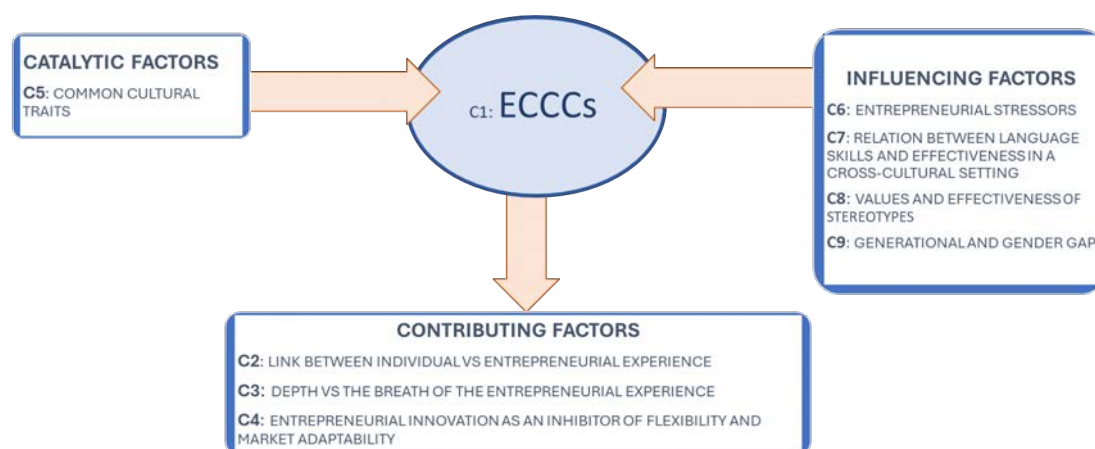 CATALYTIC FACTORS
C5: COMMON CULTURAL
TRAITS
C1: ECCCs
INFLUENCING FACTORS
C6: ENTREPRENEURIAL STRESSORS
C7: RELATION BETWEEN LANGUAGE
SKILLS AND EFFECTIVENESS IN A
CROSS-CULTURAL SETTING
C8: VALUES AND EFFECTIVENESS OF
STEREOTYPES
C9: GENERATIONAL AND GENDER GAP
CONTRIBUTING FACTORS
C2: LINK BETWEEN INDIVIDUAL VS ENTREPRENEURIAL EXPERIENCE
C3: DEPTH VS THE BREATH OF THE ENTREPRENEURIAL EXPERIENCE
C4: ENTREPRENEURIAL INNOVATION AS AN INHIBITOR OF FLEXIBILITY AND
MARKET ADAPTABILITY